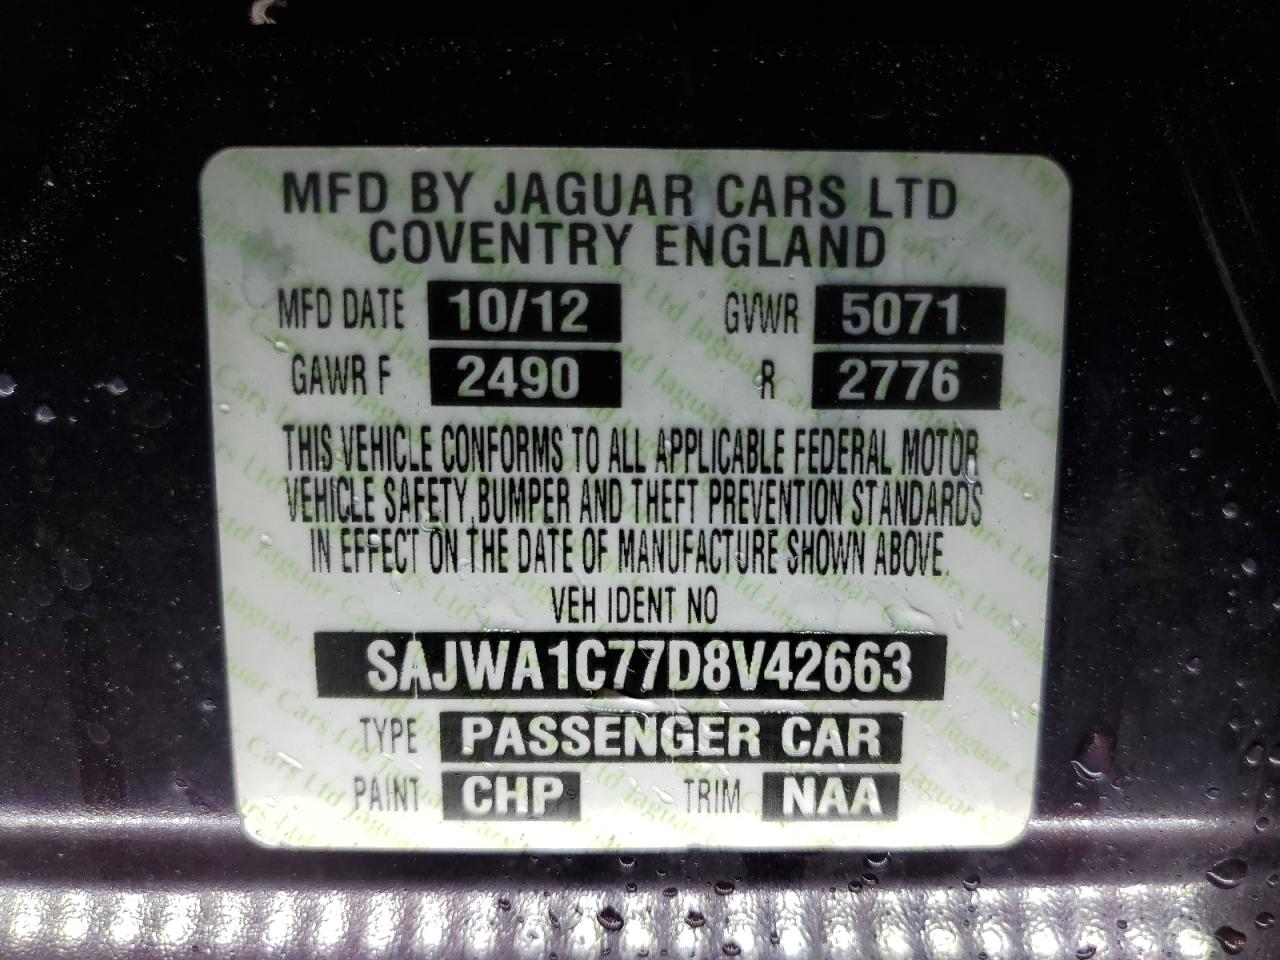 MFD BY JAGUAR CARS LTD
COVENTRY ENGLAND
MFD DATE 10/12 GVWR 5071
GAWR F 2490 R 2776
THIS VEHICLE CONFORMS TO ALL APPLICABLE FEDERAL MOTOR
VEHICLE SAFETY,BUMPER AND THEFT PREVENTION STANDARDS
IN EFFECT ON THE DATE OF MANUFACTURE SHOWN ABOVE.
VEH IDENT NO
SAJWA1C77D8V42663
TYPE PASSENGER CAR
PAINT CHP TRIM NAA